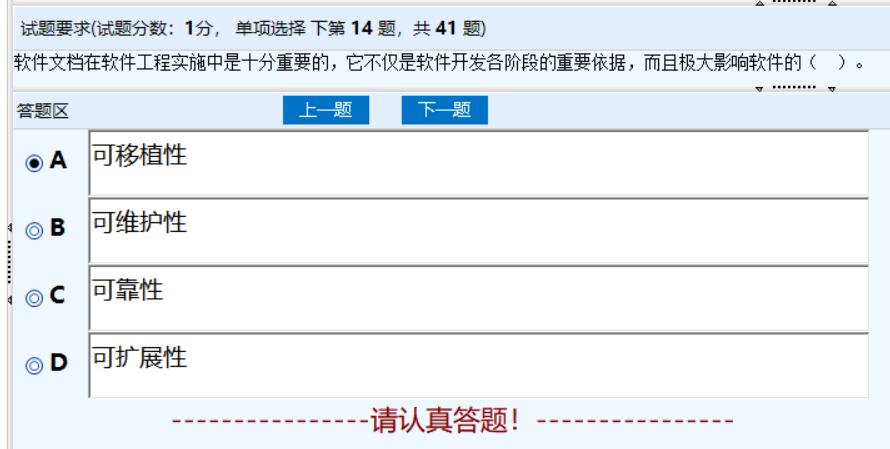 试题要求(试题分数：1分， 单项选择 下第 14 题，共 41 题)
软件文档在软件工程实施中是十分重要的，它不仅是软件开发各阶段的重要依据，而且极大影响软件的（　）。
答题区 上一题 下一题
A 可移植性
B 可维护性
C 可靠性
D 可扩展性
----------------请认真答题！----------------